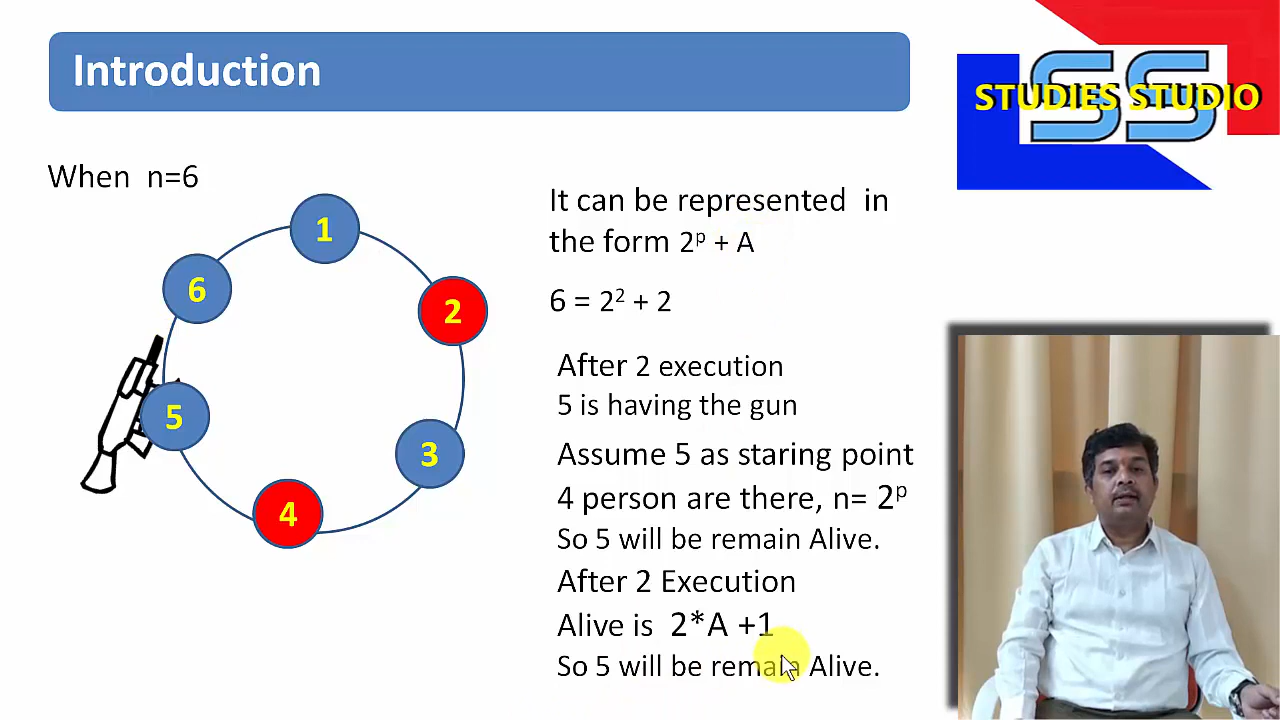 Introduction
SS
STUDIES STUDIO
When n=6
1
6
2
5
3
4
It can be represented in
the form 2ᵖ + A
6 = 2² + 2
After 2 execution
5 is having the gun
Assume 5 as staring point
4 person are there, n= 2ᵖ
So 5 will be remain Alive.
After 2 Execution
Alive is 2*A +1
So 5 will be remain Alive.